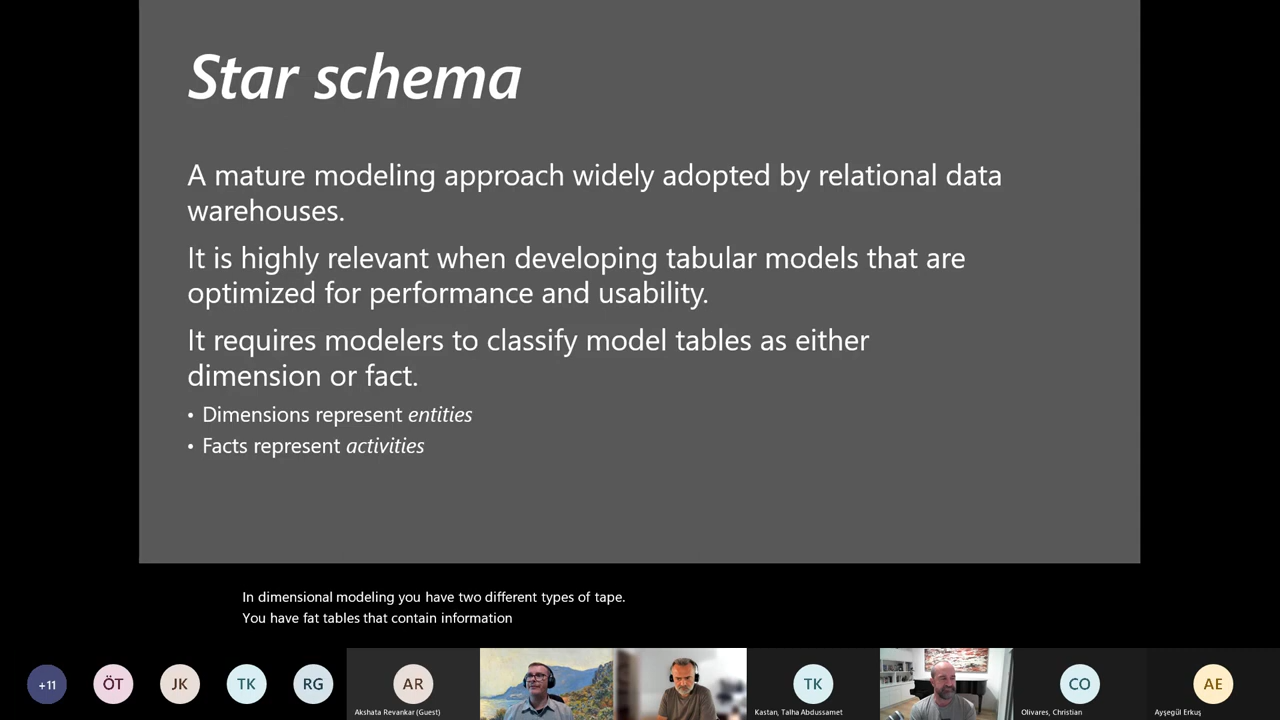 Star schema
A mature modeling approach widely adopted by relational data
warehouses.
It is highly relevant when developing tabular models that are
optimized for performance and usability.
It requires modelers to classify model tables as either
dimension or fact.
• Dimensions represent entities
• Facts represent activities
In dimensional modeling you have two different types of tape.
You have fat tables that contain information
+11
ÖT
JK
TK
RG
AR
Akshata Revankar (Guest)
TK
Kastan, Talha Abdussamet
CO
Olivares, Christian
AE
Ayşegül Erkuş